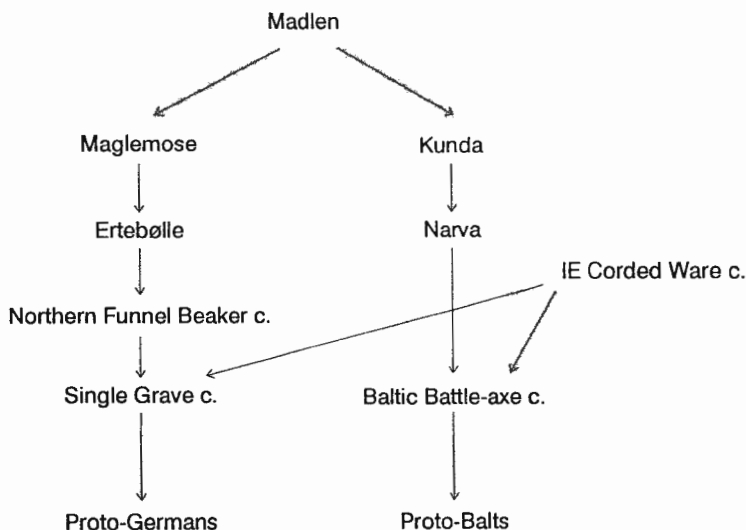 Madlen
Maglemose
Kunda
Ertebølle
Narva
IE Corded Ware c.
Northern Funnel Beaker c.
Single Grave c.
Baltic Battle-axe c.
Proto-Germans
Proto-Balts